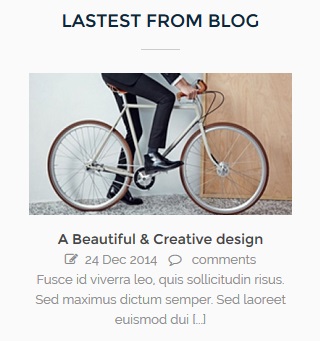 LASTEST FROM BLOG
A Beautiful & Creative design
24 Dec 2014 comments
Fusce id viverra leo, quis sollicitudin risus.
Sed maximus dictum semper. Sed laoreet
euismod dui [...]